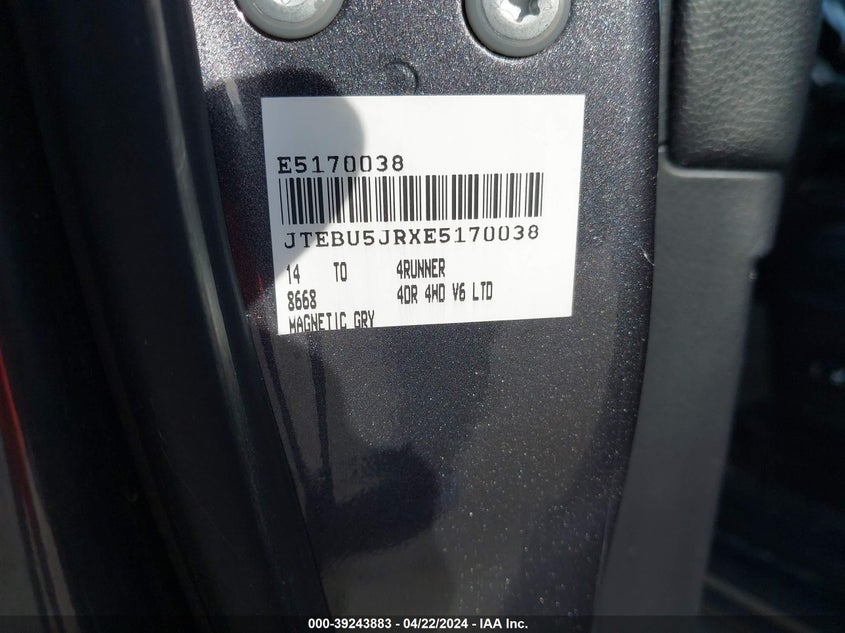 E5170038
JTEBU5JRXE5170038
14 TO 4RUNNER
8668 4DR 4WD V6 LTD
MAGNETIC GRY
000-39243883 - 04/22/2024 - IAA Inc.